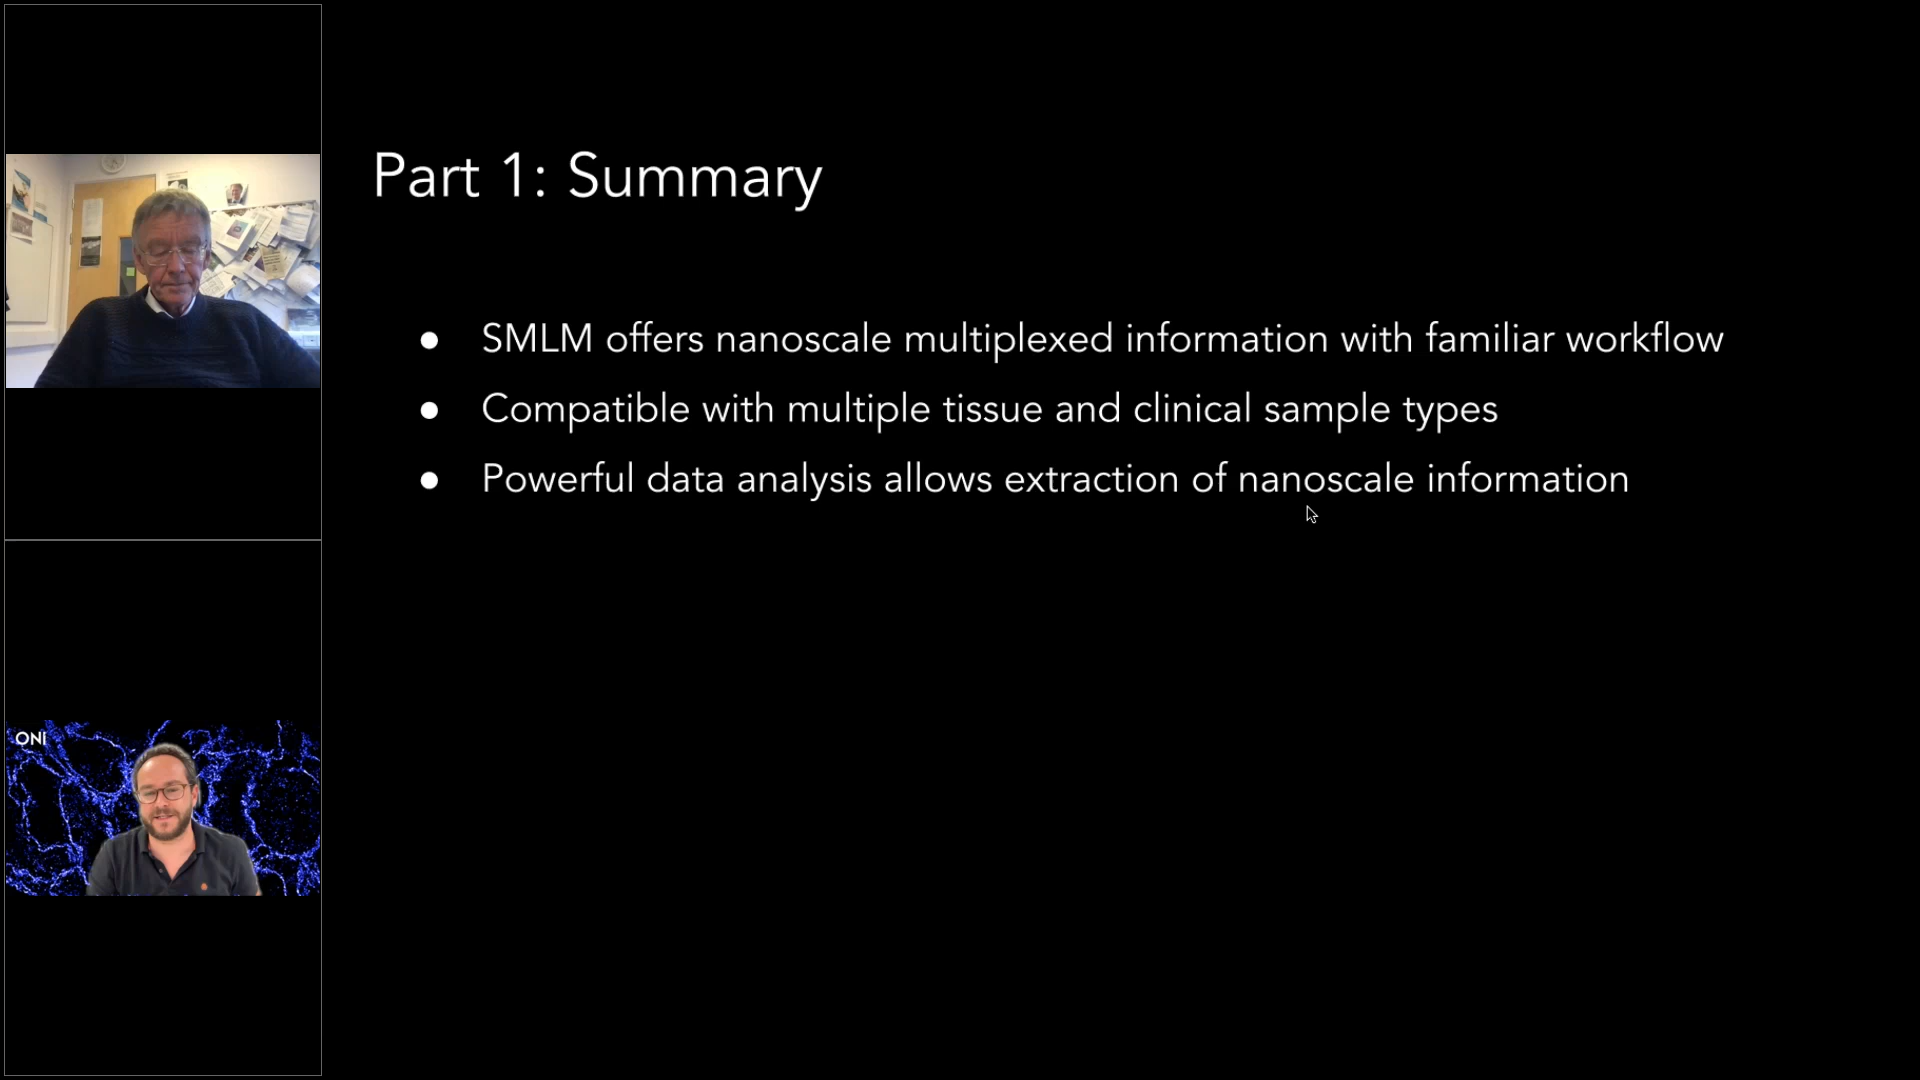 Part 1: Summary
● SMLM offers nanoscale multiplexed information with familiar workflow
● Compatible with multiple tissue and clinical sample types
● Powerful data analysis allows extraction of nanoscale information
ONI